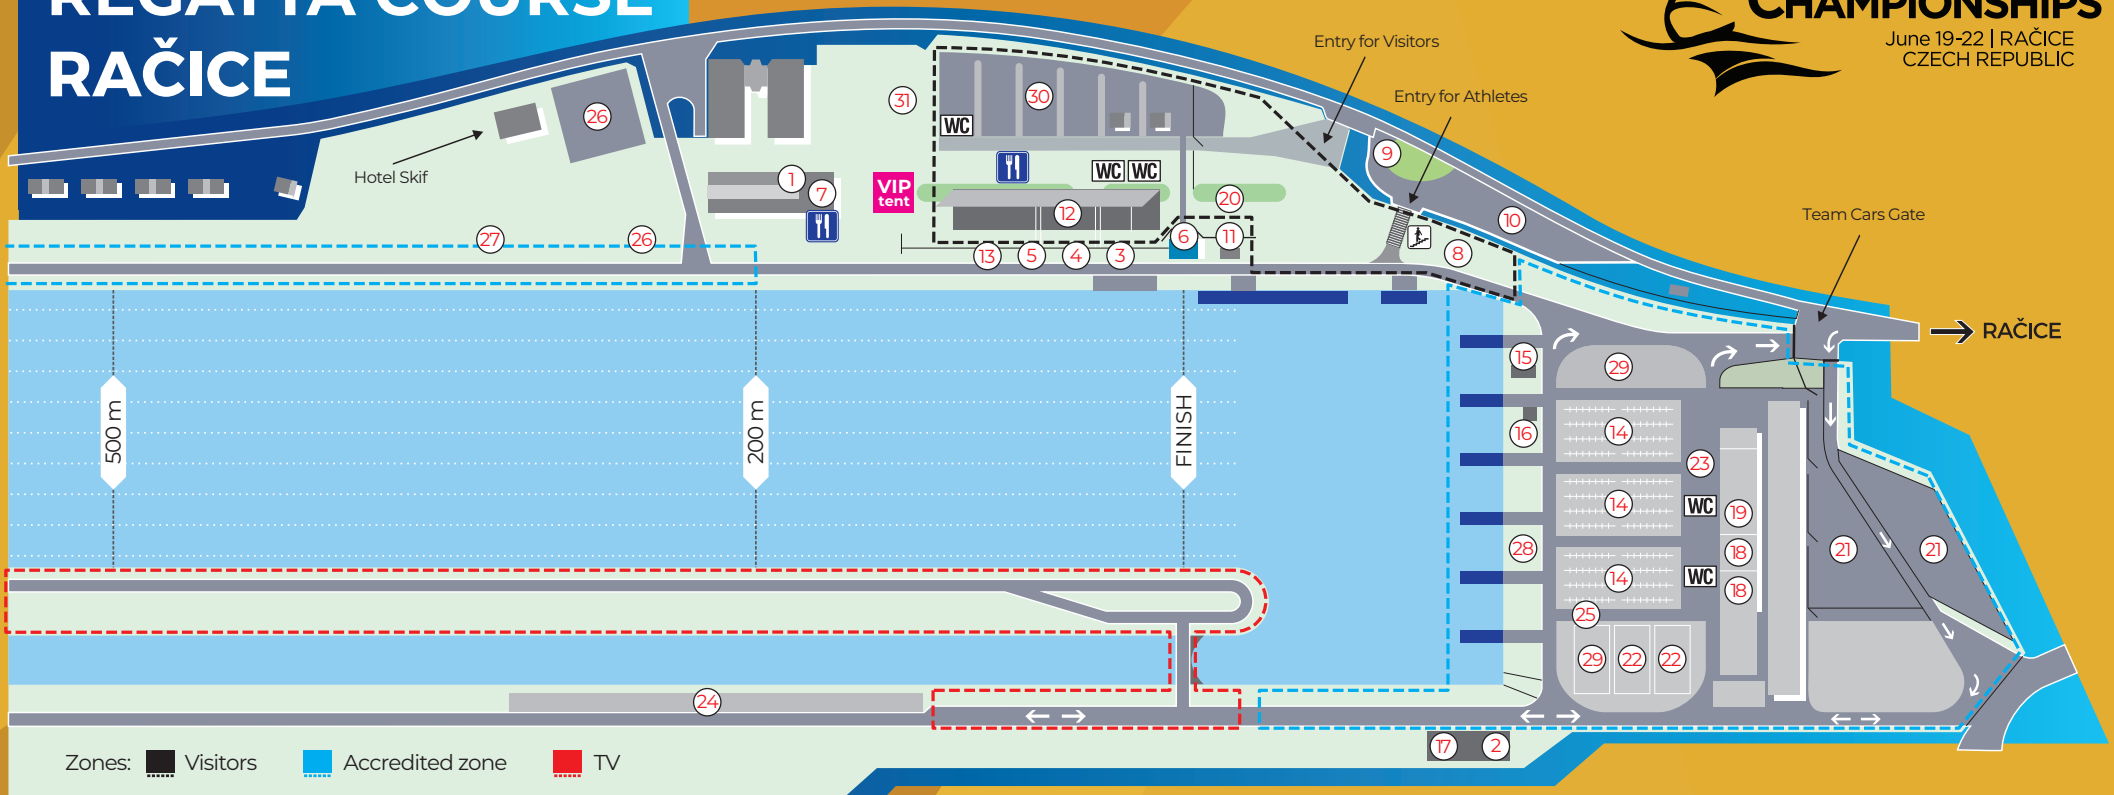 REGATTA COURSE
RAČICE
CHAMPIONSHIPS
June 19-22 | RAČICE
CZECH REPUBLIC
Entry for Visitors
Entry for Athletes
Hotel Skif
Team Cars Gate
RAČICE
26
31
30
WC
9
1
7
VIP
tent
WC
WC
12
20
10
27
26
13
5
4
3
6
11
8
500 m
200 m
FINISH
15
29
16
14
23
14
WC
19
28
18
21
21
14
WC
18
25
29
22
22
24
17
2
Zones:
Visitors
Accredited zone
TV